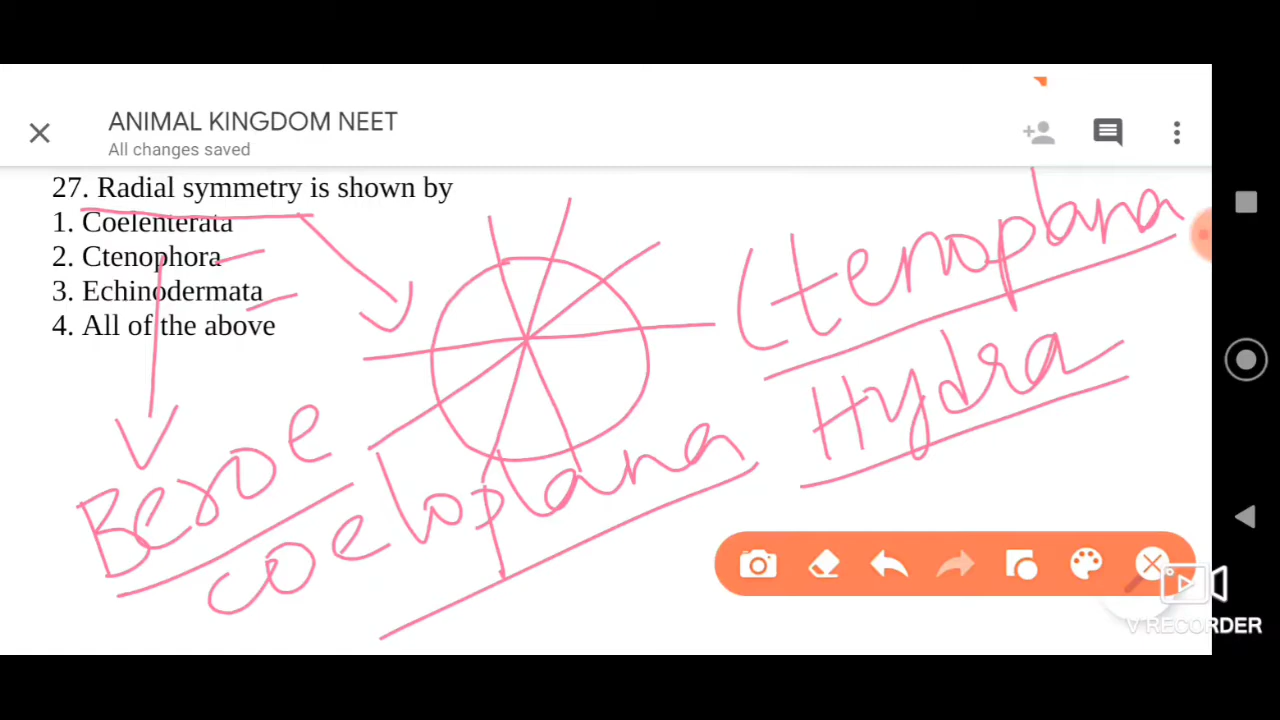 ANIMAL KINGDOM NEET
All changes saved
27. Radial symmetry is shown by
1. Coelenterata
2. Ctenophora
3. Echinodermata
4. All of the above
Ctenoplana
Hydra
Beroe
coeloplana
V RECORDER